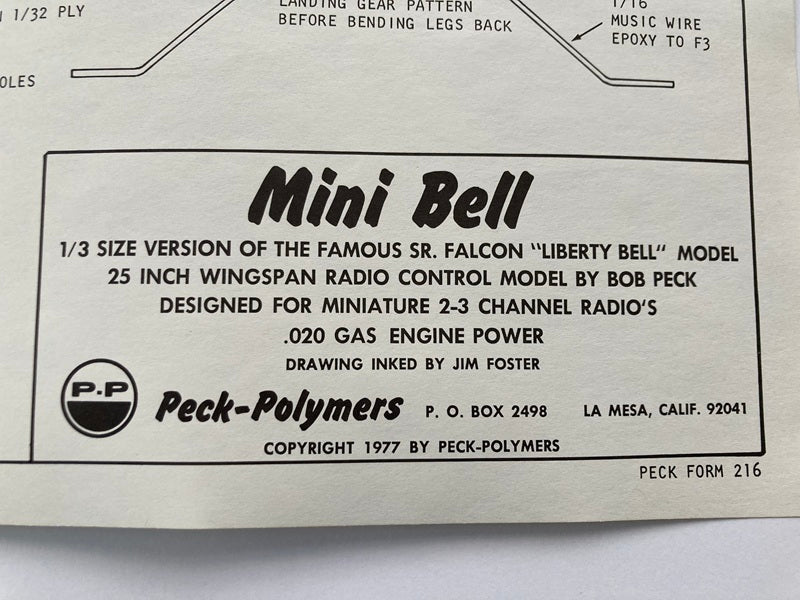 1/32 PLY
OLES
LANDING GEAR PATTERN
BEFORE BENDING LEGS BACK
1/16
MUSIC WIRE
EPOXY TO F3
Mini Bell
1/3 SIZE VERSION OF THE FAMOUS SR. FALCON "LIBERTY BELL" MODEL
25 INCH WINGSPAN RADIO CONTROL MODEL BY BOB PECK
DESIGNED FOR MINIATURE 2-3 CHANNEL RADIO'S
.020 GAS ENGINE POWER
DRAWING INKED BY JIM FOSTER
P.P
Peck-Polymers P. O. BOX 2498 LA MESA, CALIF. 92041
COPYRIGHT 1977 BY PECK-POLYMERS
PECK FORM 216